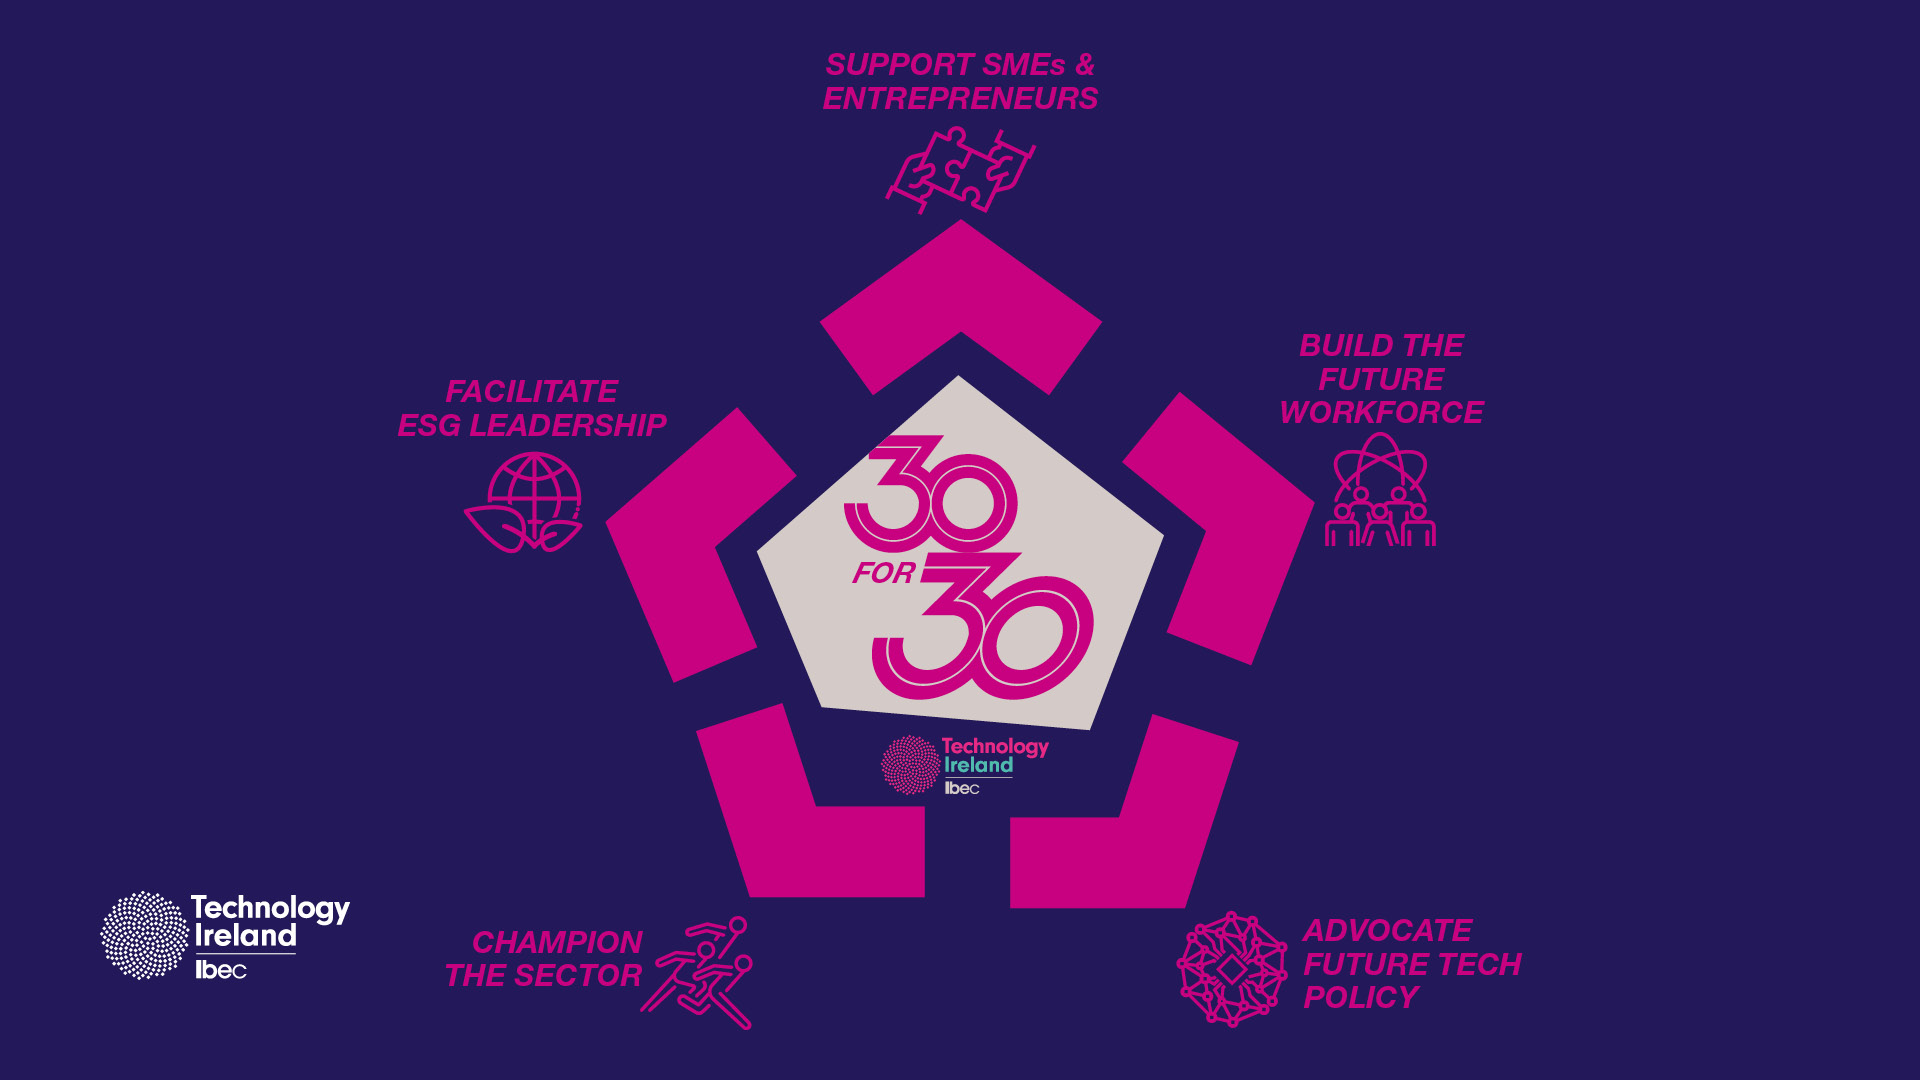 SUPPORT SMEs &
ENTREPRENEURS
BUILD THE
FUTURE
WORKFORCE
FACILITATE
ESG LEADERSHIP
30
FOR 30
Technology
Ireland
Ibec
CHAMPION
THE SECTOR
ADVOCATE
FUTURE TECH
POLICY
Technology
Ireland
Ibec